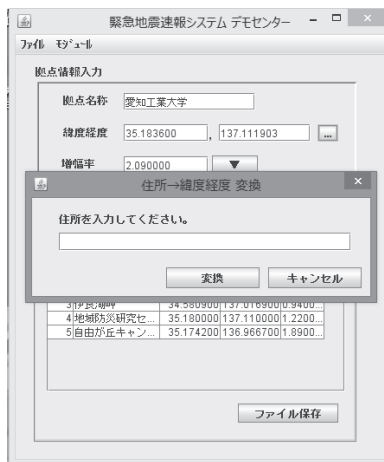 緊急地震速報システム デモセンター
ファイル モジュール
拠点情報入力
拠点名称 愛知工業大学
緯度経度 35.183600 , 137.111903 ...
増幅率 2.090000 ▼
住所→緯度経度 変換
住所を入力してください。
変換 キャンセル
3 伊良湖岬 34.580900 137.016900 0.9400...
4 地域防災研究セ... 35.180000 137.110000 1.2200...
5 自由が丘キャン... 35.174200 136.966700 1.8900...
ファイル保存